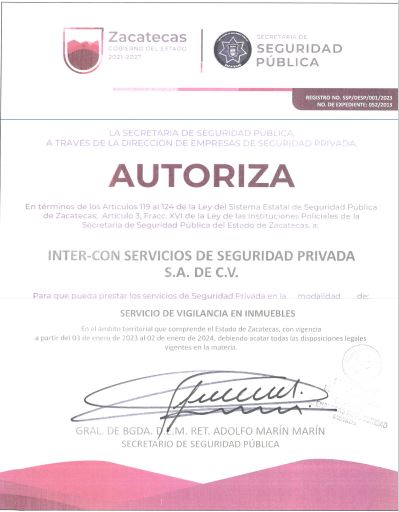 Zacatecas
GOBIERNO DEL ESTADO
2021-2027
SECRETARÍA DE
SEGURIDAD
PÚBLICA
REGISTRO NO. SSP/DESP/001/2023
NO. DE EXPEDIENTE: 052/2013
LA SECRETARIA DE SEGURIDAD PÚBLICA,
A TRAVÉS DE LA DIRECCION DE EMPRESAS DE SEGURIDAD PRIVADA,
AUTORIZA
En términos de los Artículos 119 al 124 de la Ley del Sistema Estatal de Seguridad Pública
de Zacatecas, Artículo 3, Fracc. XVI de la Ley de las Instituciones Policiales de la
Secretaria de Seguridad Pública del Estado de Zacatecas, a:
INTER-CON SERVICIOS DE SEGURIDAD PRIVADA
S.A. DE C.V.
Para que pueda prestar los servicios de Seguridad Privada en la modalidad de:
SERVICIO DE VIGILANCIA EN INMUEBLES
En el ámbito territorial que comprende el Estado de Zacatecas, con vigencia
a partir del 03 de enero de 2023 al 02 de enero de 2024, debiendo acatar todas las disposiciones legales
vigentes en la materia.
GRAL. DE BGDA. D.E.M. RET. ADOLFO MARÍN MARÍN
SECRETARIO DE SEGURIDAD PÚBLICA